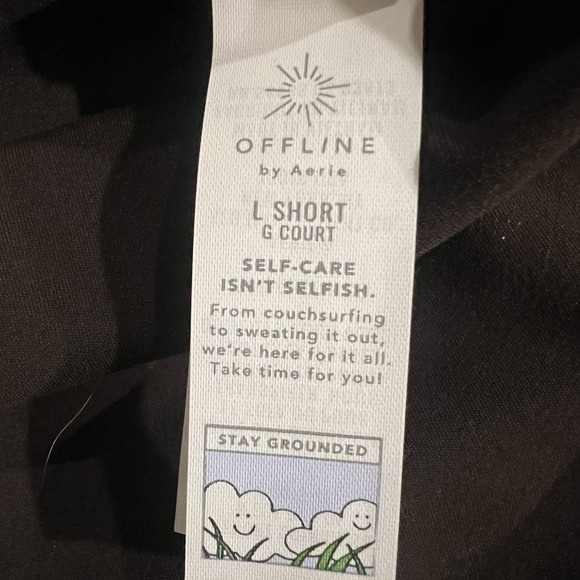 OFFLINE
by Aerie
L SHORT
G COURT
SELF-CARE
ISN'T SELFISH.
From couchsurfing
to sweating it out,
we're here for it all.
Take time for you!
STAY GROUNDED